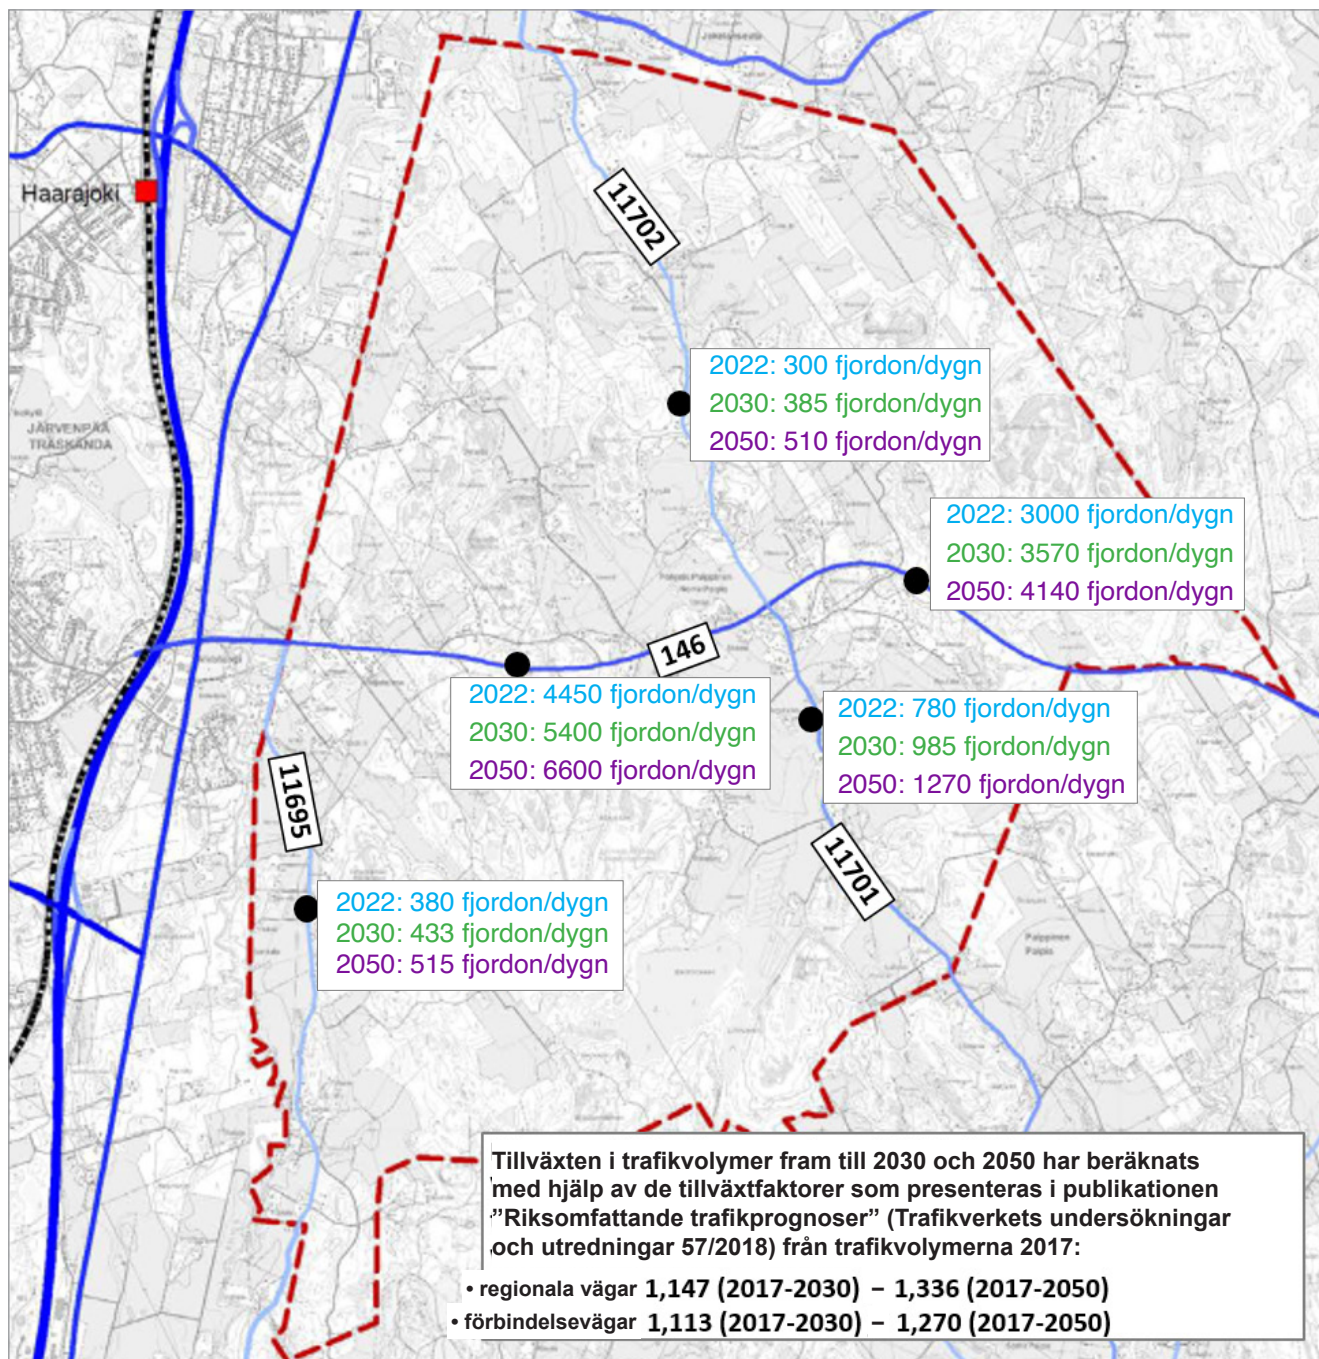 Haarajoki
JÄRVENPÄÄ
TRÄSKÄNDA
11702
2022: 300 fjordon/dygn
2030: 385 fjordon/dygn
2050: 510 fjordon/dygn
2022: 3000 fjordon/dygn
2030: 3570 fjordon/dygn
2050: 4140 fjordon/dygn
146
2022: 4450 fjordon/dygn
2030: 5400 fjordon/dygn
2050: 6600 fjordon/dygn
2022: 780 fjordon/dygn
2030: 985 fjordon/dygn
2050: 1270 fjordon/dygn
11695
11701
2022: 380 fjordon/dygn
2030: 433 fjordon/dygn
2050: 515 fjordon/dygn
Tillväxten i trafikvolymer fram till 2030 och 2050 har beräknats
med hjälp av de tillväxtfaktorer som presenteras i publikationen
”Riksomfattande trafikprognoser” (Trafikverkets undersökningar
och utredningar 57/2018) från trafikvolymerna 2017:
• regionala vägar 1,147 (2017-2030) – 1,336 (2017-2050)
• förbindelsevägar 1,113 (2017-2030) – 1,270 (2017-2050)